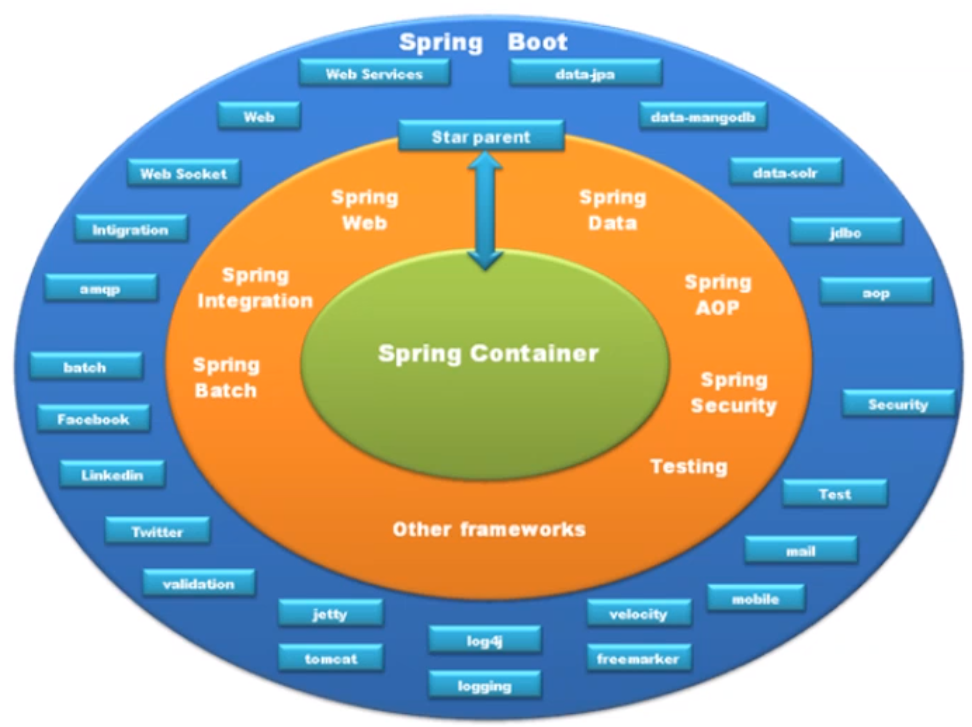 Spring Boot
Web Services
data-jpa
Web
data-mangodb
Star parent
Web Socket
data-solr
Spring
Web
Spring
Data
Intigration
jdbo
Spring
Integration
Spring
AOP
amqp
aop
Spring Container
batch
Spring
Batch
Spring
Security
Security
Facebook
Linkedin
Testing
Test
Twitter
Other frameworks
mail
validation
mobile
jetty
velocity
log4j
tomcat
freemarker
logging